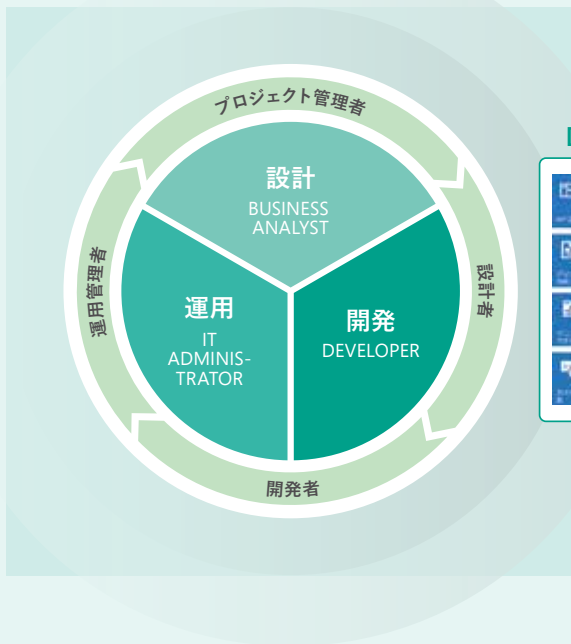 プロジェクト管理者
設計
BUSINESS
ANALYST
運用管理者
設計者
運用
IT
ADMINIS-
TRATOR
開発
DEVELOPER
開発者